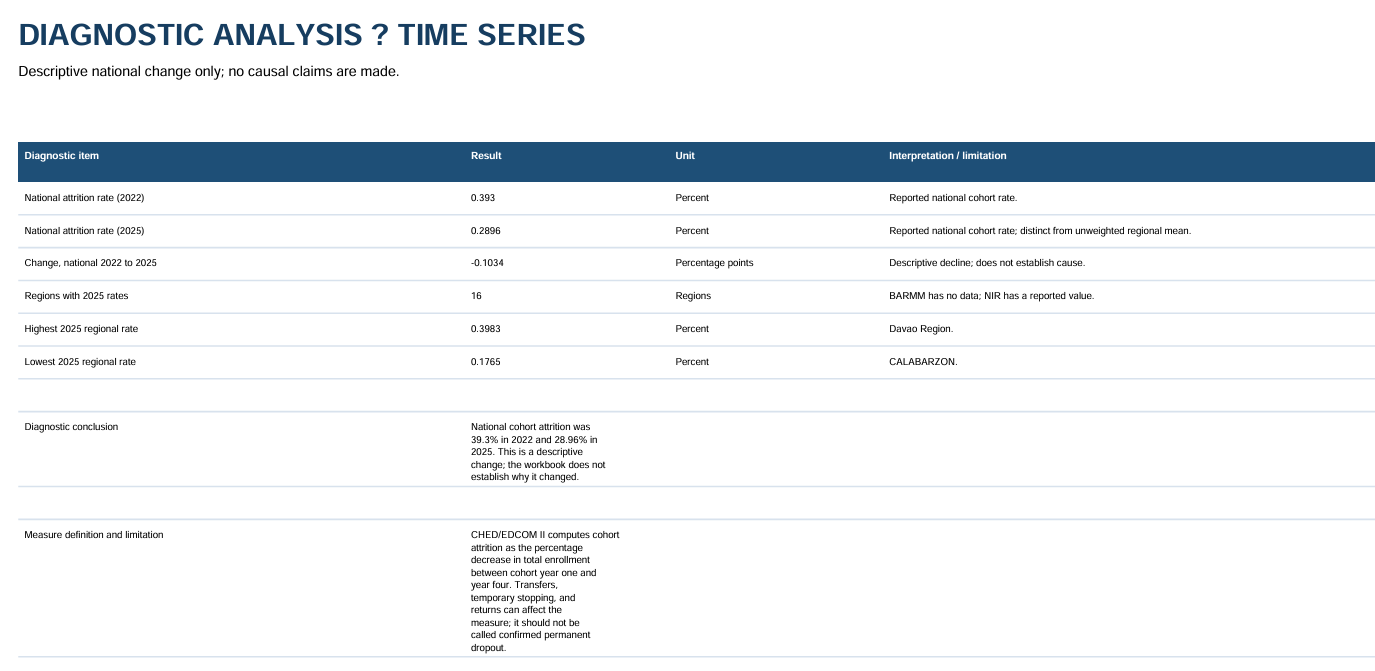 DIAGNOSTIC ANALYSIS ? TIME SERIES
Descriptive national change only; no causal claims are made.
Diagnostic item Result Unit Interpretation / limitation
National attrition rate (2022) 0.393 Percent Reported national cohort rate.
National attrition rate (2025) 0.2896 Percent Reported national cohort rate; distinct from unweighted regional mean.
Change, national 2022 to 2025 -0.1034 Percentage points Descriptive decline; does not establish cause.
Regions with 2025 rates 16 Regions BARMM has no data; NIR has a reported value.
Highest 2025 regional rate 0.3983 Percent Davao Region.
Lowest 2025 regional rate 0.1765 Percent CALABARZON.
Diagnostic conclusion National cohort attrition was
39.3% in 2022 and 28.96% in
2025. This is a descriptive
change; the workbook does not
establish why it changed.
Measure definition and limitation CHED/EDCOM II computes cohort
attrition as the percentage
decrease in total enrollment
between cohort year one and
year four. Transfers,
temporary stopping, and
returns can affect the
measure; it should not be
called confirmed permanent
dropout.